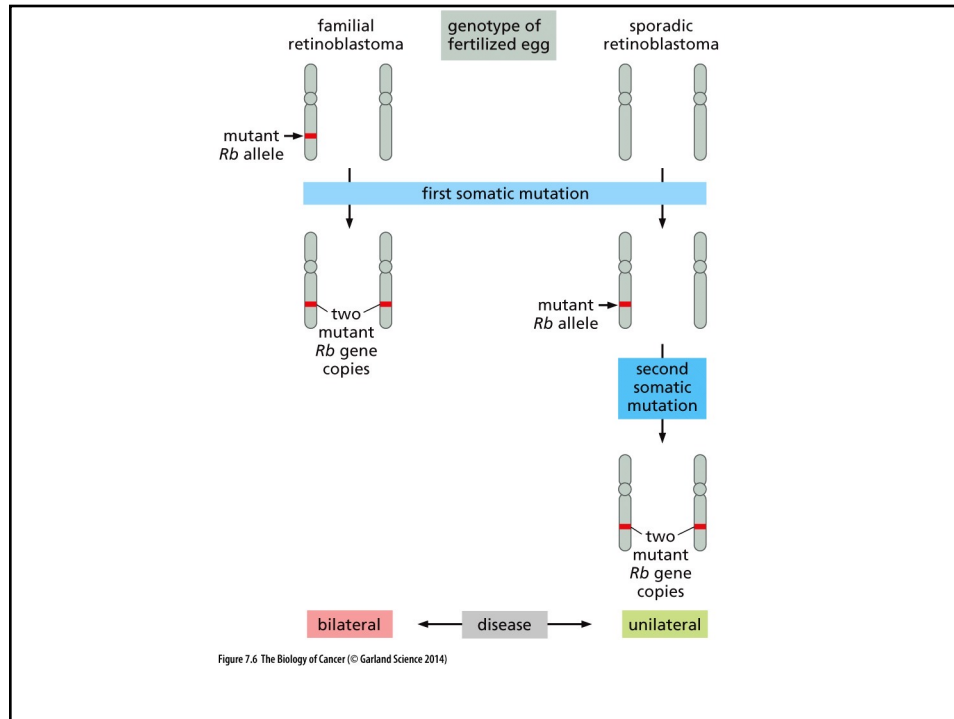 familial
retinoblastoma
genotype of
fertilized egg
sporadic
retinoblastoma
mutant
Rb allele
first somatic mutation
two
mutant
Rb gene
copies
mutant
Rb allele
second
somatic
mutation
two
mutant
Rb gene
copies
bilateral
disease
unilateral
Figure 7.6 The Biology of Cancer (© Garland Science 2014)